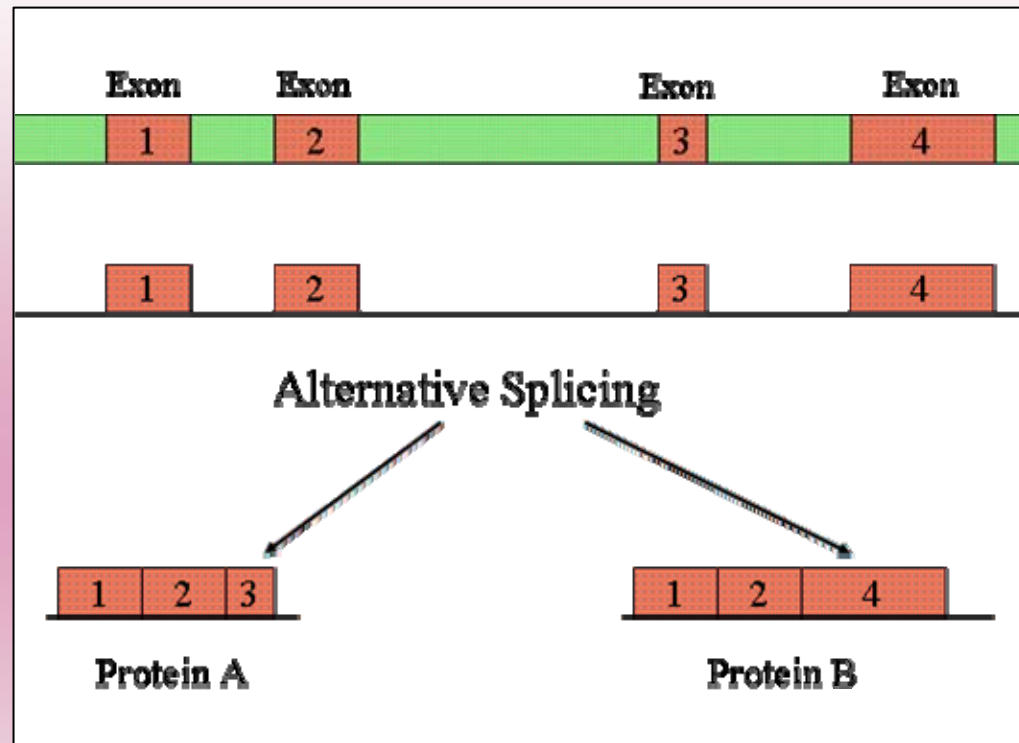 Exon Exon Exon Exon
1 2 3 4
1 2 3 4
Alternative Splicing
1 2 3 1 2 4
Protein A Protein B